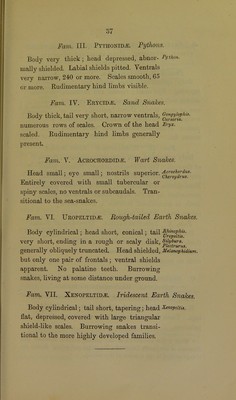 37
Fam. III. PYTHONIDÆ. Pythons.
Body very thick; head depressed, abnor- Python.
mally shielded. Labial shields pitted. Ventrals
very narrow, 240 or more. Scales smooth, 65
or more. Rudimentary hind limbs visible.
Fam. IV. ERYCIDÆ. Sand Snakes.
Body thick, tail very short, narrow ventrals, Gongylophis.
numerous rows of scales. Crown of the head Cursoria. Eryx.
scaled. Rudimentary hind limbs generally
present.
Fam. V. ACROCHORDIDÆ. Wart Snakes.
Head small; eye small; nostrils superior. Acrochordus.
Entirely covered with small tubercular or Chersydrus.
spiny scales, no ventrals or subcaudals. Tran-
sitional to the sea-snakes.
Fam. VI. UROPELTIDÆ. Rough-tailed Earth Snakes.
Body cylindrical; head short, conical; tail Rhinophis.
very short, ending in a rough or scaly disk, Uropeltis. Silybura.
generally obliquely truncated. Head shielded, Plectrurus. Melanophidium.
but only one pair of frontals; ventral shields
apparent. No palatine teeth. Burrowing
snakes, living at some distance under ground.
Fam. VII. XENOPELTIDÆ. Iridescent Earth Snakes.
Body cylindrical; tail short, tapering; head Xenopeltis.
flat, depressed, covered with large triangular
shield-like scales. Burrowing snakes transi-
tional to the more highly developed families.